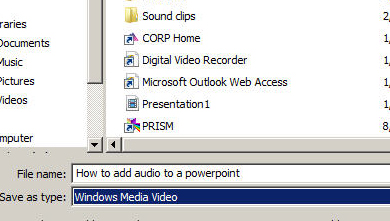 Sound clips 2,
raries CORP Home 1,
Documents Digital Video Recorder 1,
Music Microsoft Outlook Web Access 1,
Pictures Presentation1 1,
Videos PRISM 8,
mputer
File name: How to add audio to a powerpoint
Save as type: Windows Media Video